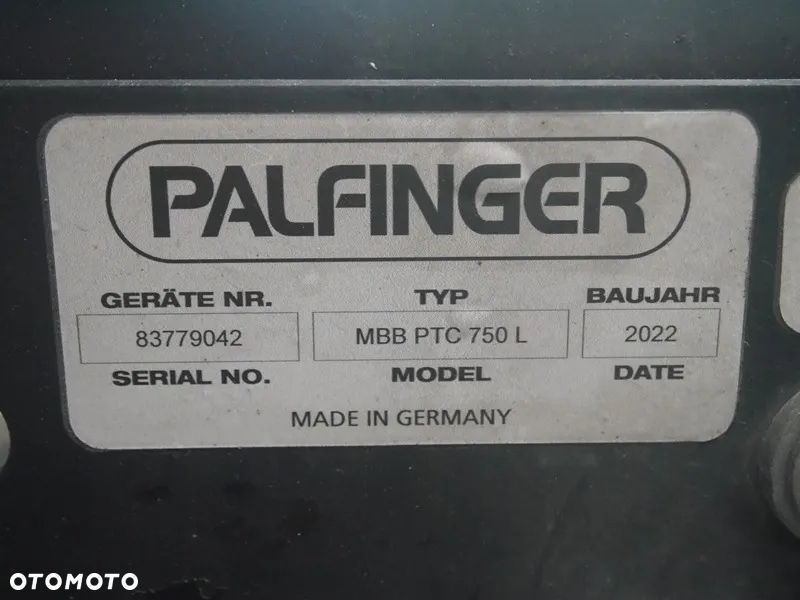 PALFINGER
GERÄTE NR. TYP BAUJAHR
83779042 MBB PTC 750 L 2022
SERIAL NO. MODEL DATE
MADE IN GERMANY
OTOMOTO